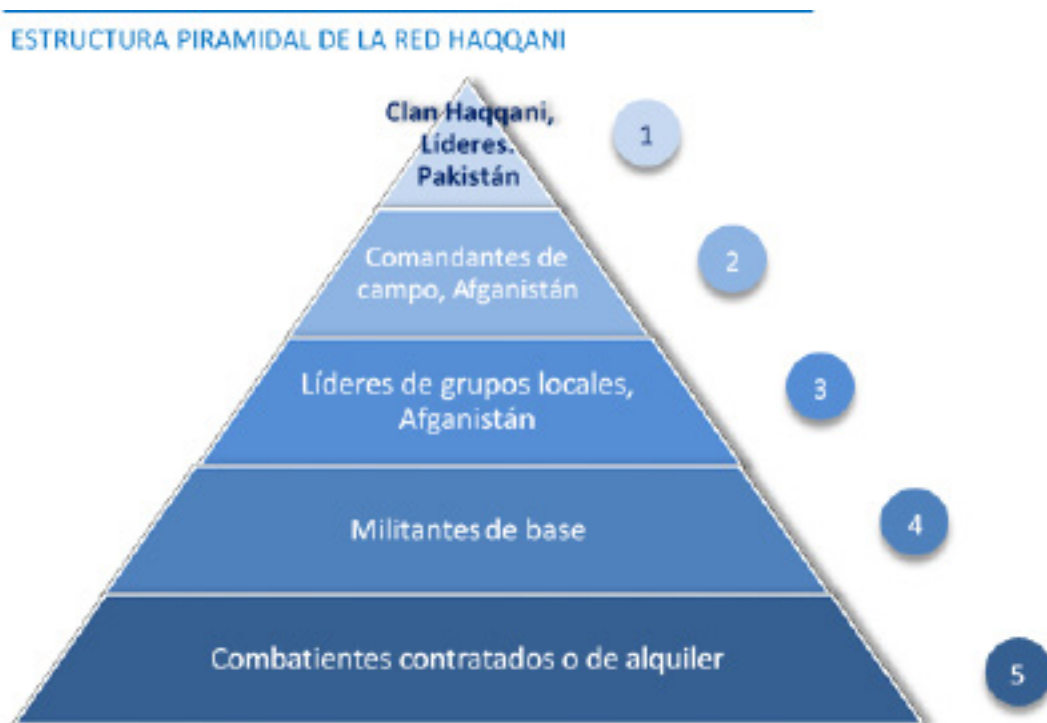 ESTRUCTURA PIRAMIDAL DE LA RED HAQQANI
Clan Haqqani,
Líderes.
Pakistán
1
Comandantes de
campo, Afganistán
2
Líderes de grupos locales,
Afganistán
3
Militantes de base
4
Combatientes contratados o de alquiler
5